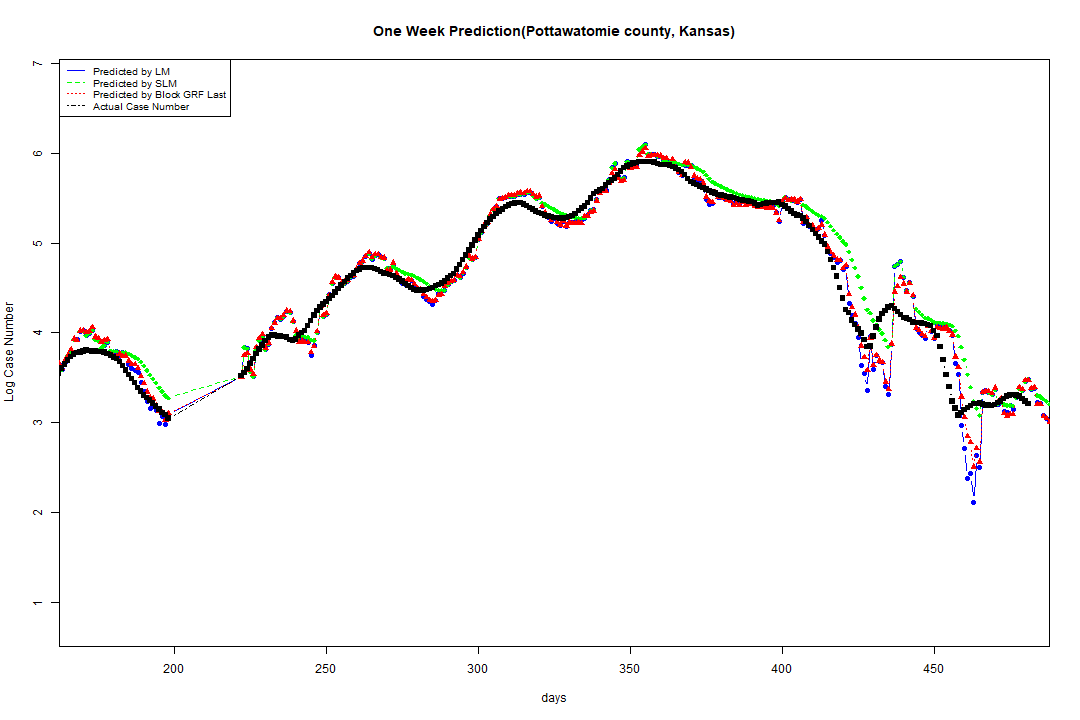 One Week Prediction(Pottawatomie county, Kansas)
Predicted by LM
Predicted by SLM
Predicted by Block GRF Last
Actual Case Number
Log Case Number
7
6
5
4
3
2
1
200 250 300 350 400 450
days